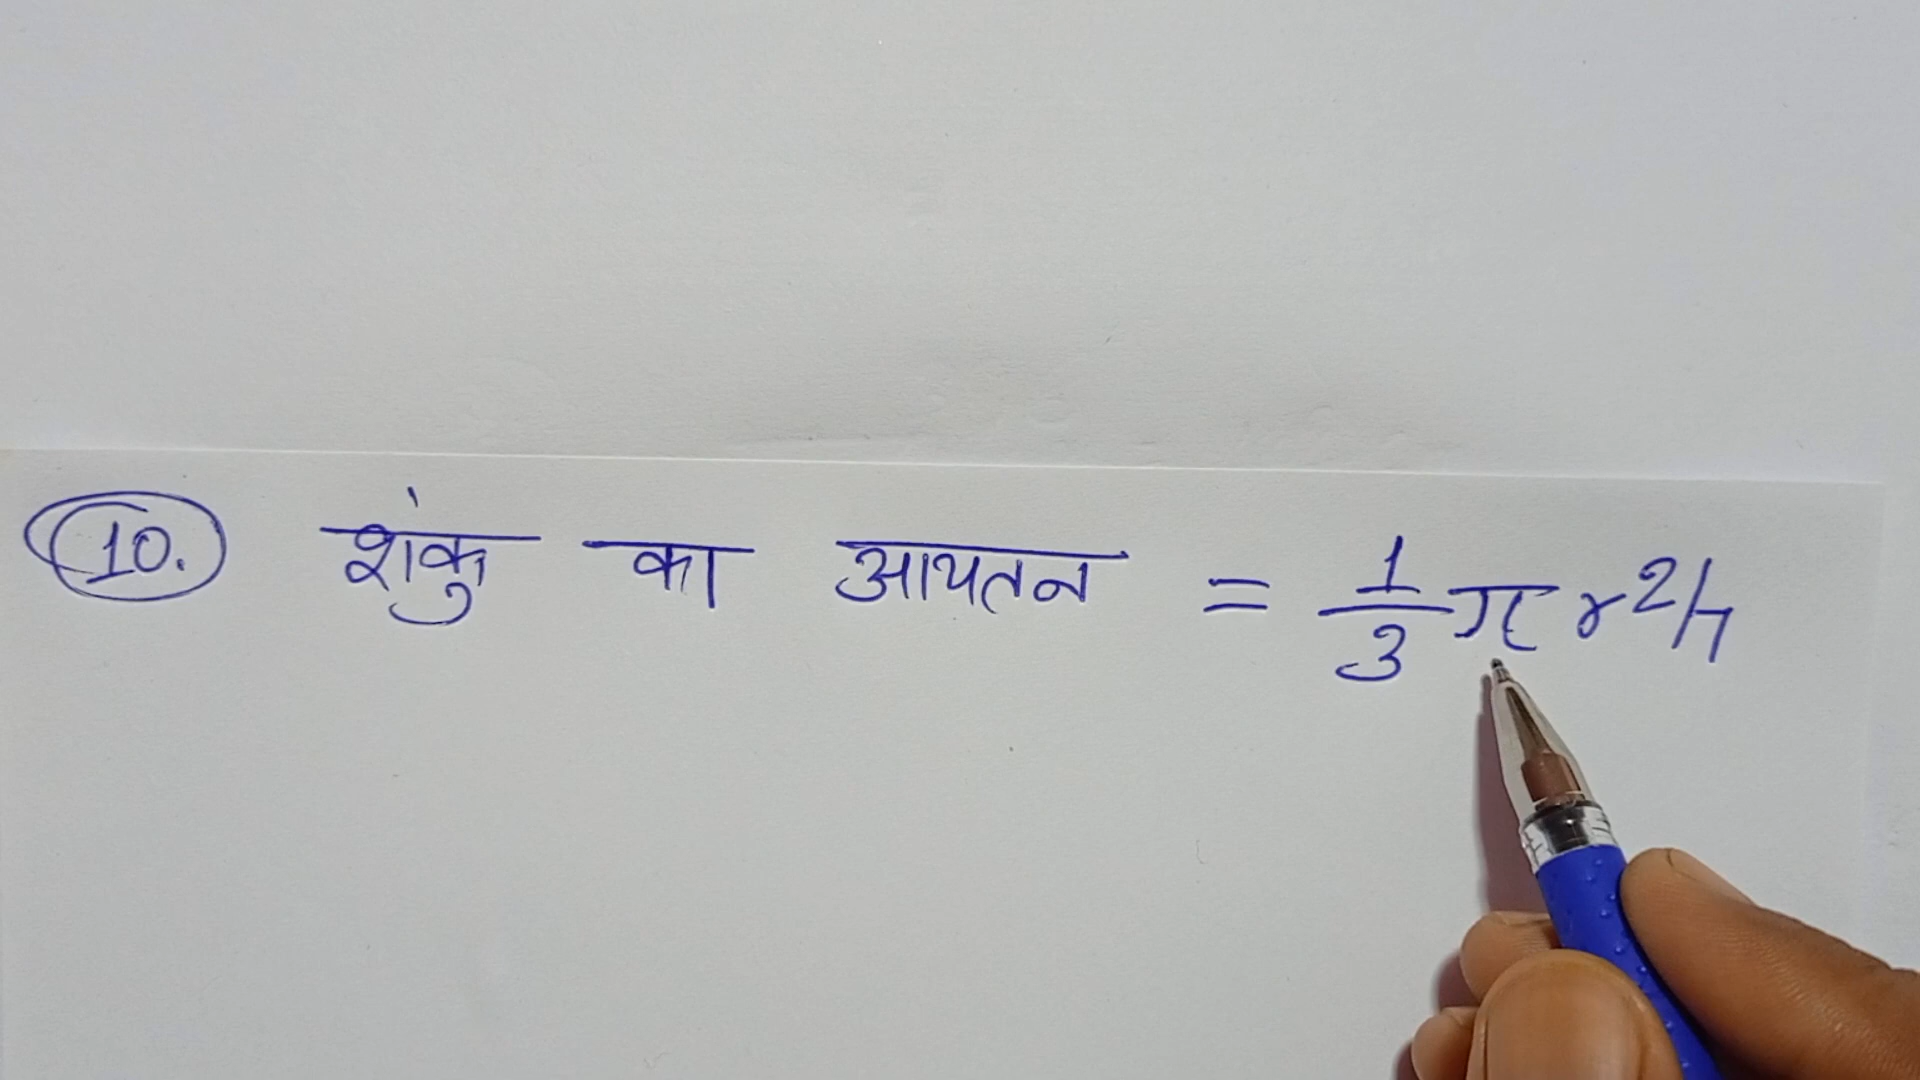 10. शंकु का आयतन = 1/3 πr²h